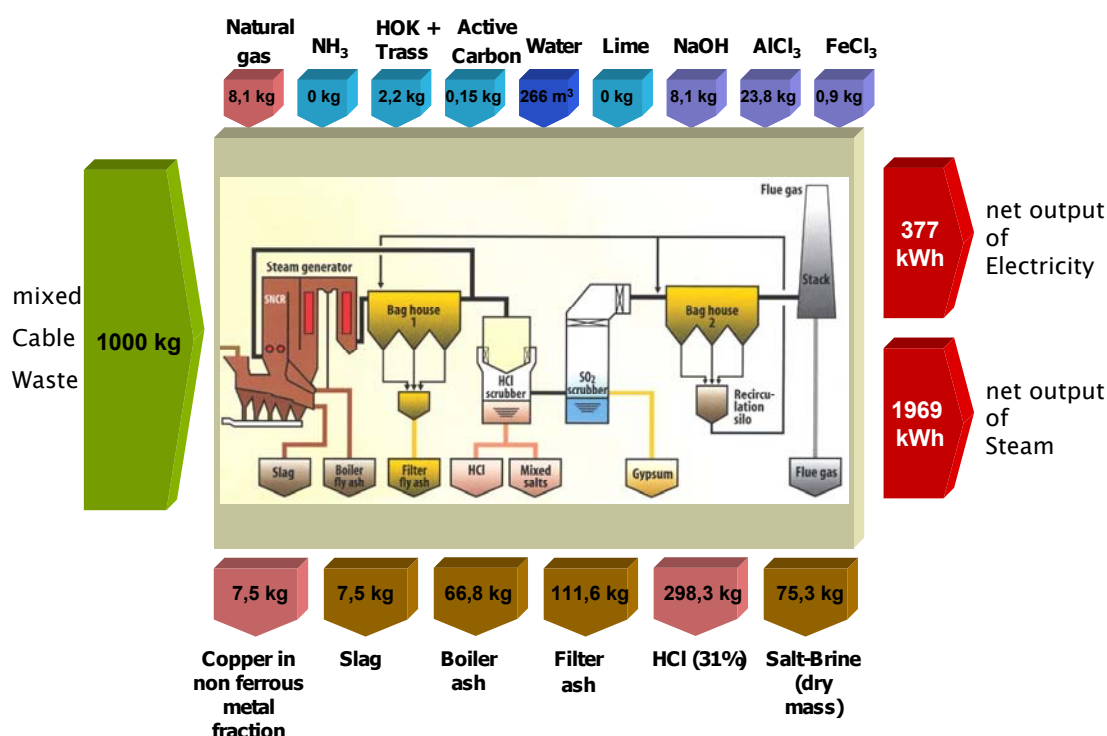 Natural
gas
NH₃
HOK +
Trass
Active
Carbon
Water
Lime
NaOH
AlCl₃
FeCl₃
8,1 kg
0 kg
2,2 kg
0,15 kg
266 m³
0 kg
8,1 kg
23,8 kg
0,9 kg
mixed
Cable
Waste
1000 kg
Flue gas
Stack
Steam generator
SNCR
Bag house
1
HCl
scrubber
SO₂
scrubber
Bag house
2
Recircu-
lation
silo
Slag
Boiler
fly ash
Filter
fly ash
HCl
Mixed
salts
Gypsum
Flue gas
377
kWh
net output
of
Electricity
1969
kWh
net output
of
Steam
7,5 kg
7,5 kg
66,8 kg
111,6 kg
298,3 kg
75,3 kg
Copper in
non ferrous
metal
fraction
Slag
Boiler
ash
Filter
ash
HCl (31%)
Salt-Brine
(dry
mass)